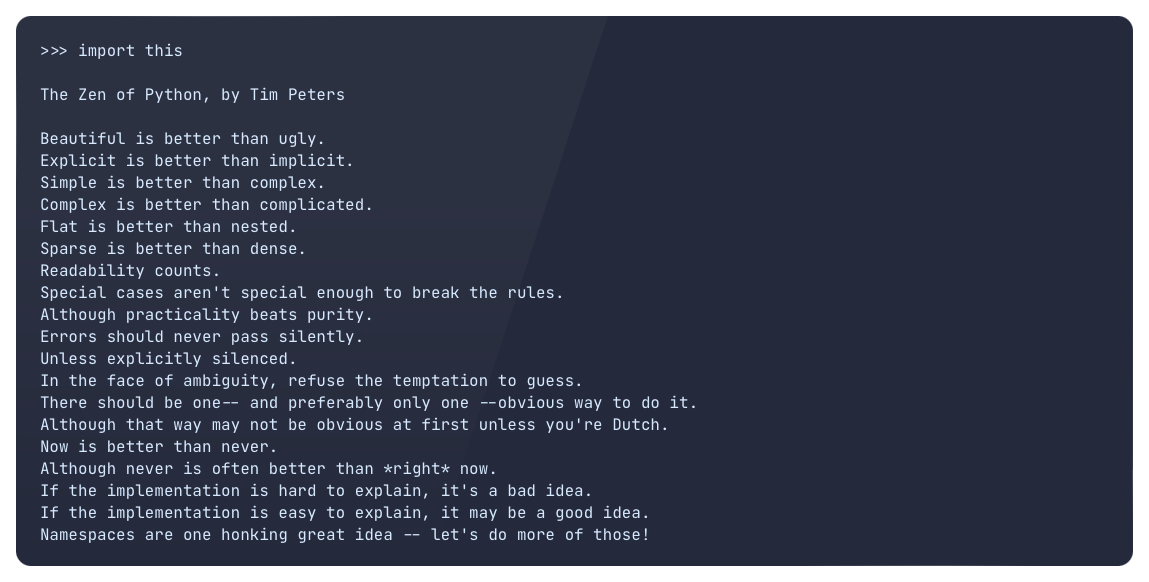 >>> import this
The Zen of Python, by Tim Peters
Beautiful is better than ugly.
Explicit is better than implicit.
Simple is better than complex.
Complex is better than complicated.
Flat is better than nested.
Sparse is better than dense.
Readability counts.
Special cases aren't special enough to break the rules.
Although practicality beats purity.
Errors should never pass silently.
Unless explicitly silenced.
In the face of ambiguity, refuse the temptation to guess.
There should be one-- and preferably only one --obvious way to do it.
Although that way may not be obvious at first unless you're Dutch.
Now is better than never.
Although never is often better than *right* now.
If the implementation is hard to explain, it's a bad idea.
If the implementation is easy to explain, it may be a good idea.
Namespaces are one honking great idea -- let's do more of those!